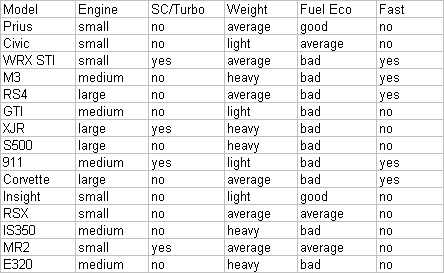 Model Engine SC/Turbo Weight Fuel Eco Fast
Prius small no average good no
Civic small no light average no
WRX STI small yes average bad yes
M3 medium no heavy bad yes
RS4 large no average bad yes
GTI medium no light bad no
XJR large yes heavy bad no
S500 large no heavy bad no
911 medium yes light bad yes
Corvette large no average bad yes
Insight small no light good no
RSX small no average average no
IS350 medium no heavy bad no
MR2 small yes average average no
E320 medium no heavy bad no